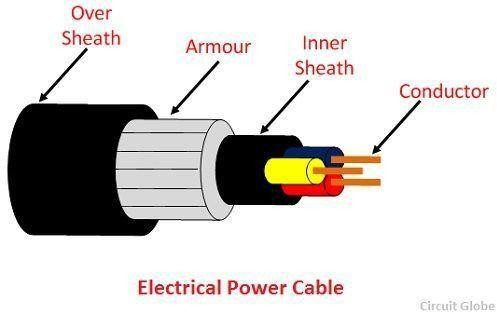 Over
Sheath
Armour
Inner
Sheath
Conductor
Electrical Power Cable
Circuit Globe